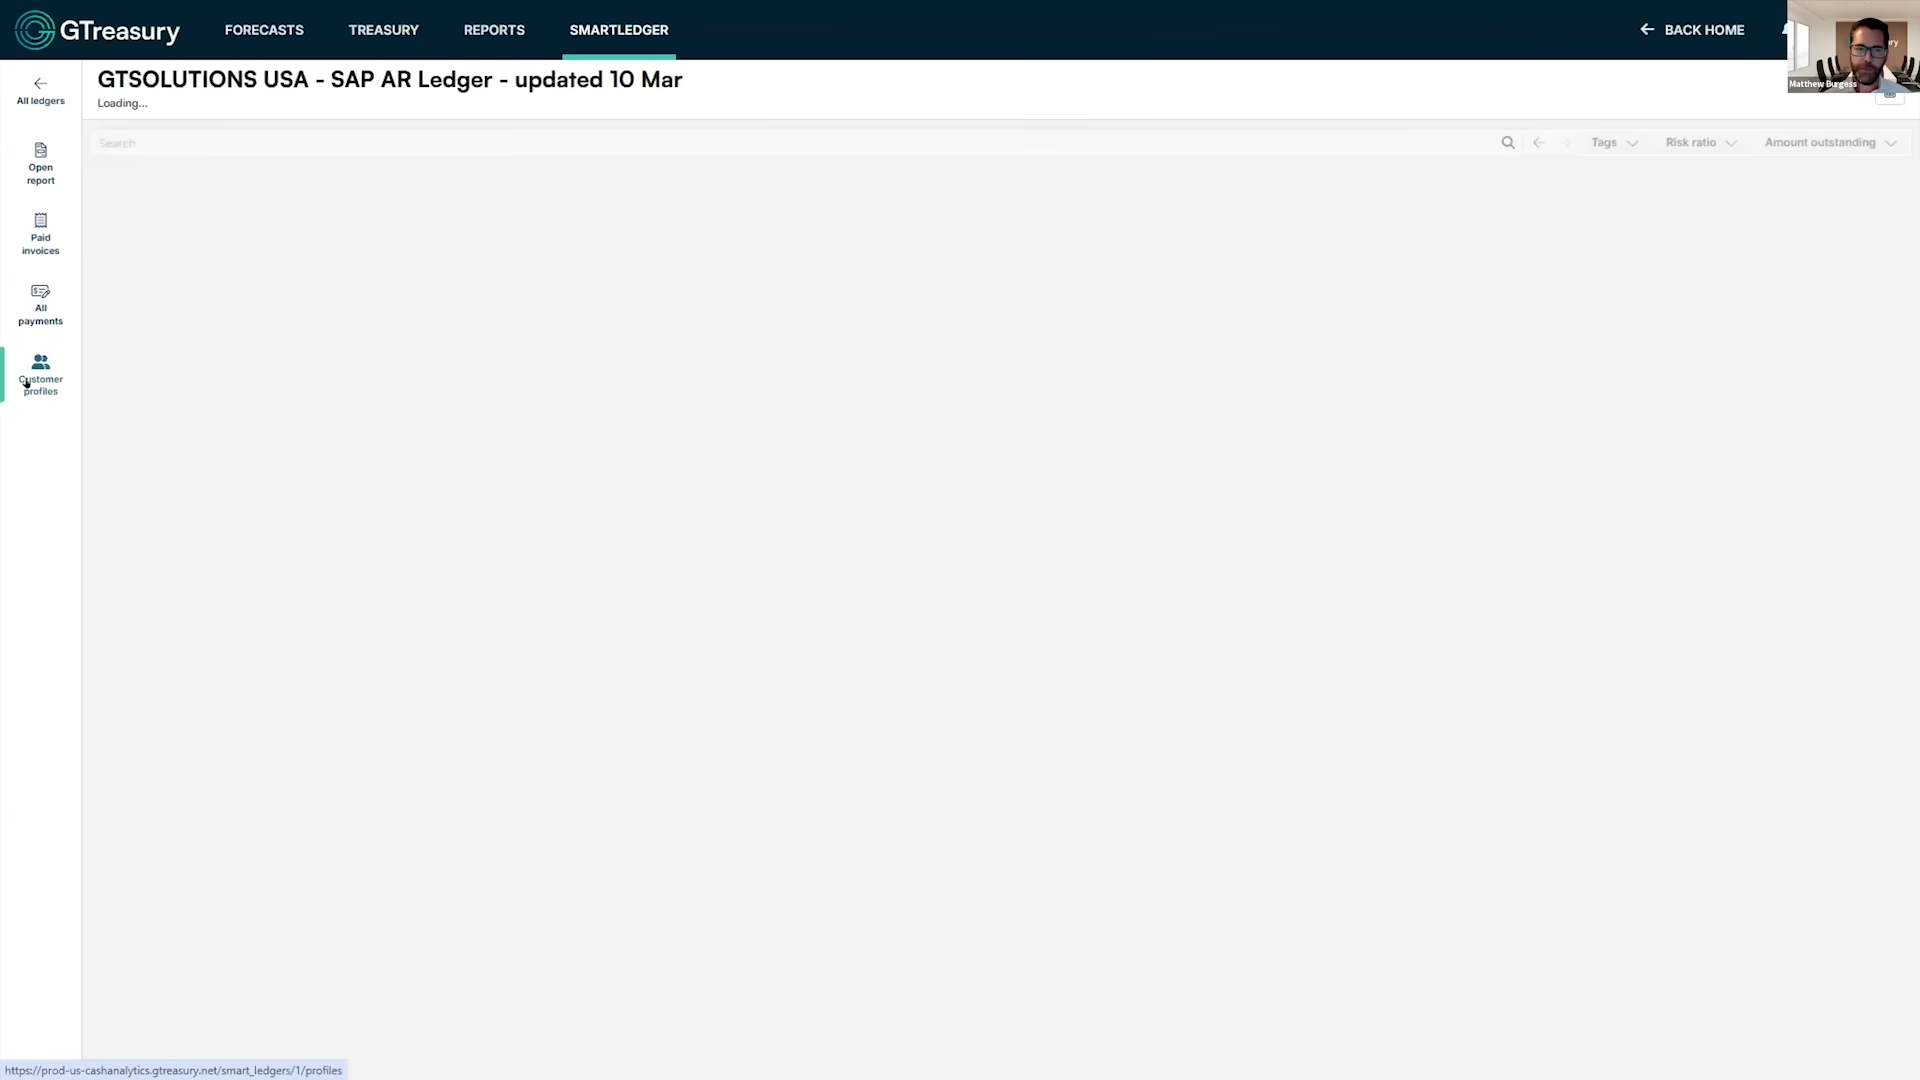 GTreasury
FORECASTS
TREASURY
REPORTS
SMARTLEDGER
BACK HOME
Matthew Burgess
All ledgers
GTSOLUTIONS USA - SAP AR Ledger - updated 10 Mar
Loading...
Search
Tags
Risk ratio
Amount outstanding
Open
report
Paid
invoices
All
payments
Customer
profiles
https://prod-us-cashanalytics.gtreasury.net/smart_ledgers/1/profiles